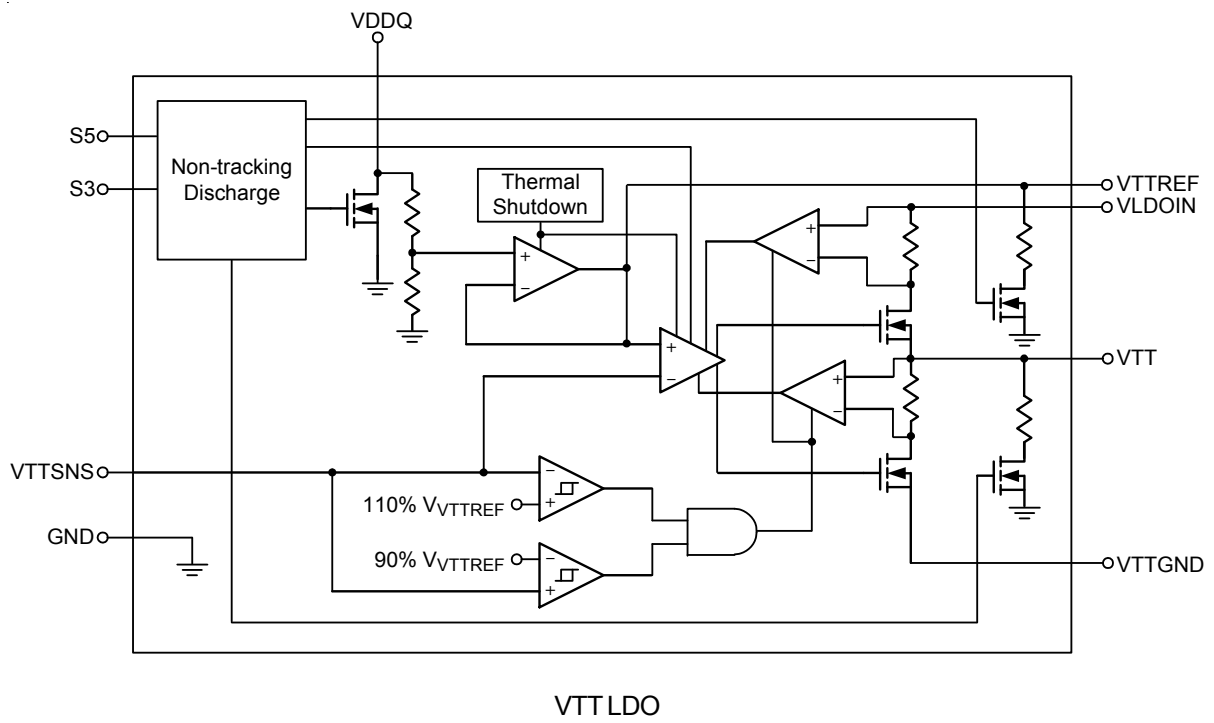 VDDQ
S5
S3
Non-tracking
Discharge
Thermal
Shutdown
VTTREF
VLDOIN
+
-
+
-
+
-
VTT
+
-
VTTSNS
-
110% VVTTREF
+
GND
90% VVTTREF
-
+
VTTGND
VTT LDO